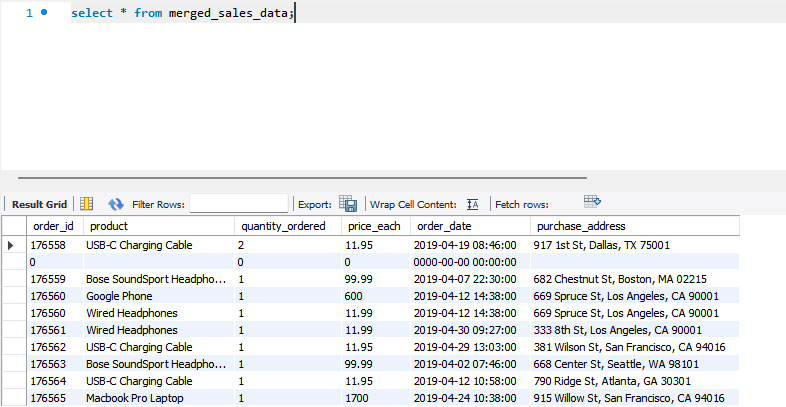 1 select * from merged_sales_data;
Result Grid Filter Rows: Export: Wrap Cell Content: Fetch rows:
order_id product quantity_ordered price_each order_date purchase_address
176558 USB-C Charging Cable 2 11.95 2019-04-19 08:46:00 917 1st St, Dallas, TX 75001
0 0 0 0000-00-00 00:00:00
176559 Bose SoundSport Headpho... 1 99.99 2019-04-07 22:30:00 682 Chestnut St, Boston, MA 02215
176560 Google Phone 1 600 2019-04-12 14:38:00 669 Spruce St, Los Angeles, CA 90001
176560 Wired Headphones 1 11.99 2019-04-12 14:38:00 669 Spruce St, Los Angeles, CA 90001
176561 Wired Headphones 1 11.99 2019-04-30 09:27:00 333 8th St, Los Angeles, CA 90001
176562 USB-C Charging Cable 1 11.95 2019-04-29 13:03:00 381 Wilson St, San Francisco, CA 94016
176563 Bose SoundSport Headpho... 1 99.99 2019-04-02 07:46:00 668 Center St, Seattle, WA 98101
176564 USB-C Charging Cable 1 11.95 2019-04-12 10:58:00 790 Ridge St, Atlanta, GA 30301
176565 Macbook Pro Laptop 1 1700 2019-04-24 10:38:00 915 Willow St, San Francisco, CA 94016